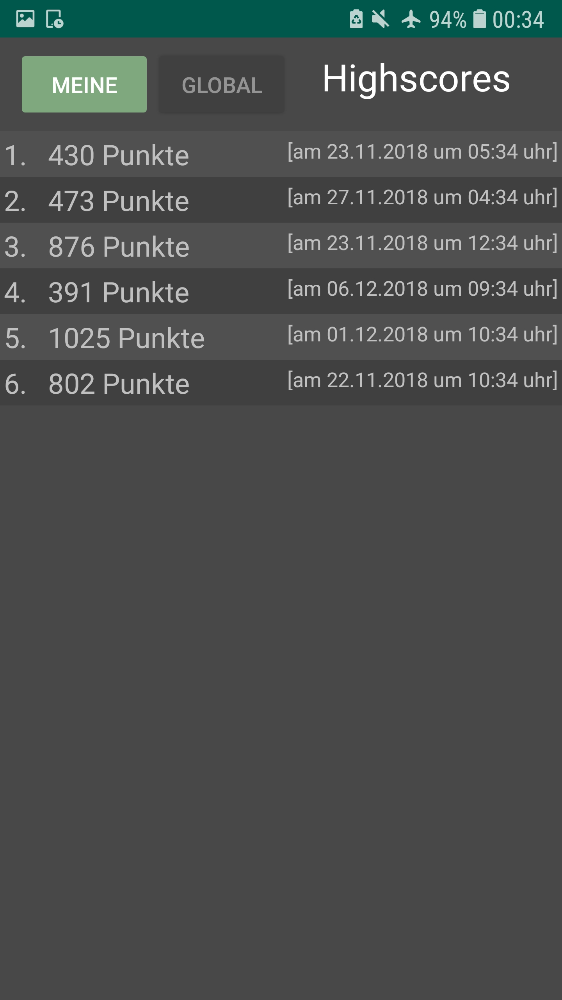 94% 00:34
MEINE GLOBAL Highscores
1. 430 Punkte [am 23.11.2018 um 05:34 uhr]
2. 473 Punkte [am 27.11.2018 um 04:34 uhr]
3. 876 Punkte [am 23.11.2018 um 12:34 uhr]
4. 391 Punkte [am 06.12.2018 um 09:34 uhr]
5. 1025 Punkte [am 01.12.2018 um 10:34 uhr]
6. 802 Punkte [am 22.11.2018 um 10:34 uhr]